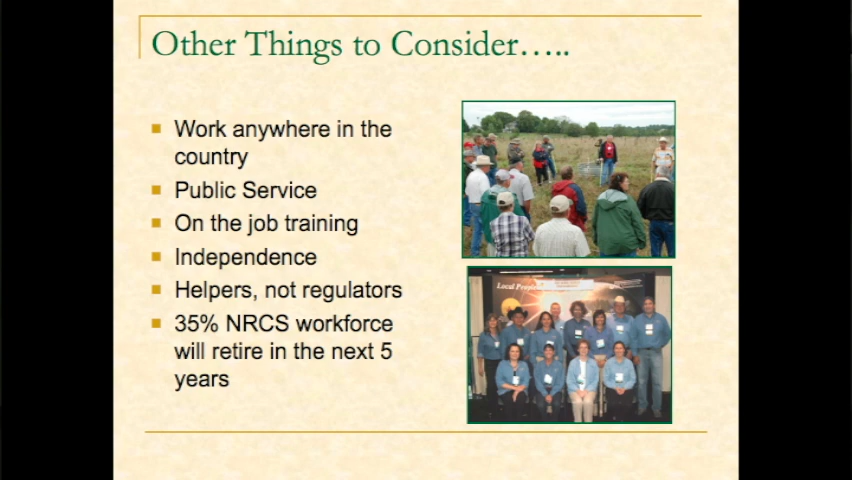 Other Things to Consider…..
Work anywhere in the
country
Public Service
On the job training
Independence
Helpers, not regulators
35% NRCS workforce
will retire in the next 5
years
Local People